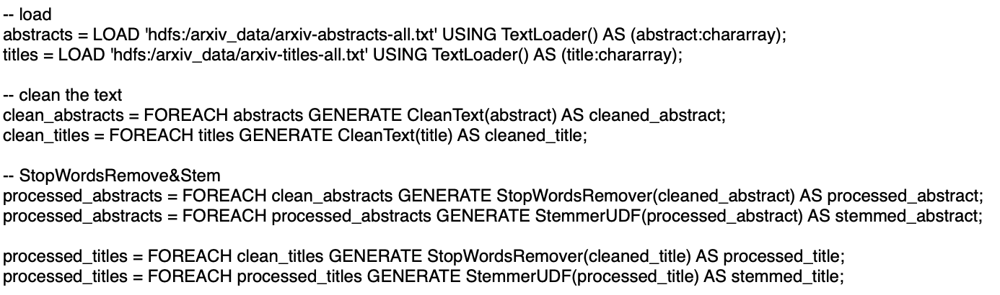 -- load
abstracts = LOAD 'hdfs:/arxiv_data/arxiv-abstracts-all.txt' USING TextLoader() AS (abstract:chararray);
titles = LOAD 'hdfs:/arxiv_data/arxiv-titles-all.txt' USING TextLoader() AS (title:chararray);
-- clean the text
clean_abstracts = FOREACH abstracts GENERATE CleanText(abstract) AS cleaned_abstract;
clean_titles = FOREACH titles GENERATE CleanText(title) AS cleaned_title;
-- StopWordsRemove&Stem
processed_abstracts = FOREACH clean_abstracts GENERATE StopWordsRemover(cleaned_abstract) AS processed_abstract;
processed_abstracts = FOREACH processed_abstracts GENERATE StemmerUDF(processed_abstract) AS stemmed_abstract;
processed_titles = FOREACH clean_titles GENERATE StopWordsRemover(cleaned_title) AS processed_title;
processed_titles = FOREACH processed_titles GENERATE StemmerUDF(processed_title) AS stemmed_title;